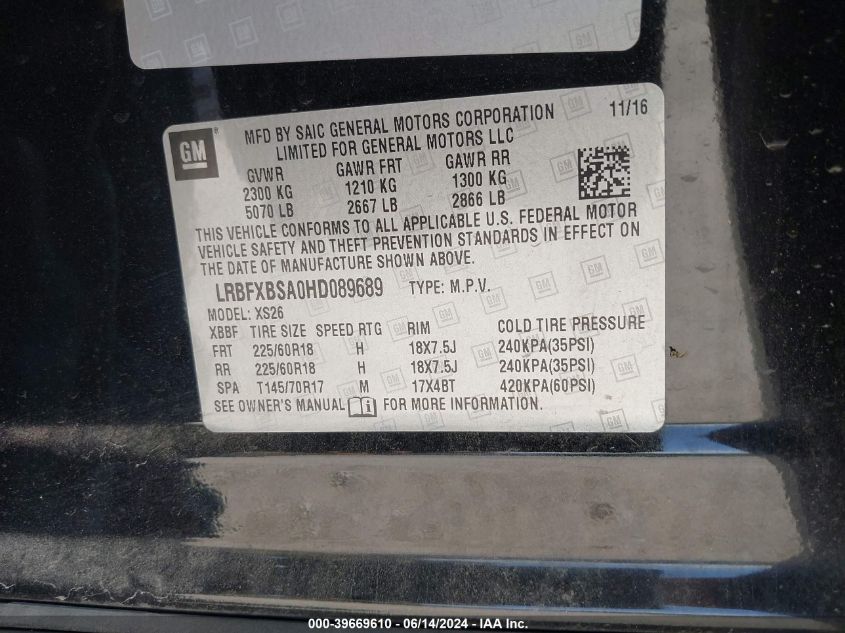 GM
MFD BY SAIC GENERAL MOTORS CORPORATION 11/16
LIMITED FOR GENERAL MOTORS LLC
GVWR GAWR FRT GAWR RR
2300 KG 1210 KG 1300 KG
5070 LB 2667 LB 2866 LB
THIS VEHICLE CONFORMS TO ALL APPLICABLE U.S. FEDERAL MOTOR
VEHICLE SAFETY AND THEFT PREVENTION STANDARDS IN EFFECT ON
THE DATE OF MANUFACTURE SHOWN ABOVE.
LRBFXBSA0HD089689 TYPE: M.P.V.
MODEL: XS26
XBBF TIRE SIZE SPEED RTG RIM COLD TIRE PRESSURE
FRT 225/60R18 H 18X7.5J 240KPA(35PSI)
RR 225/60R18 H 18X7.5J 240KPA(35PSI)
SPA T145/70R17 M 17X4BT 420KPA(60PSI)
SEE OWNER'S MANUAL FOR MORE INFORMATION.
000-39669610 - 06/14/2024 - IAA Inc.